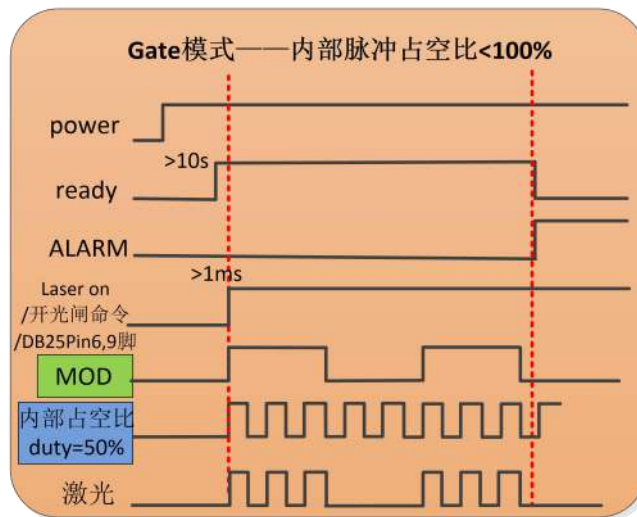 Gate模式——内部脉冲占空比<100%
power
>10s
ready
ALARM
>1ms
Laser on
/开光闸命令
/DB25Pin6,9脚
MOD
内部占空比
duty=50%
激光